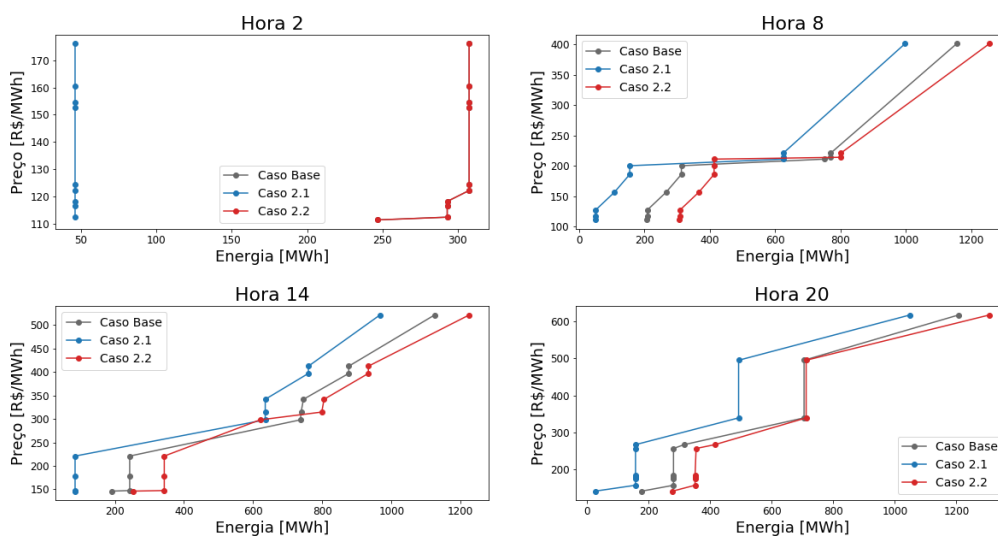 Hora 2
Preço [R$/MWh]
170
160
150
140
130
120
110
Caso Base
Caso 2.1
Caso 2.2
50 100 150 200 250 300
Energia [MWh]
Hora 8
Preço [R$/MWh]
400
350
300
250
200
150
100
Caso Base
Caso 2.1
Caso 2.2
0 200 400 600 800 1000 1200
Energia [MWh]
Hora 14
Preço [R$/MWh]
500
450
400
350
300
250
200
150
Caso Base
Caso 2.1
Caso 2.2
200 400 600 800 1000 1200
Energia [MWh]
Hora 20
Preço [R$/MWh]
600
500
400
300
200
Caso Base
Caso 2.1
Caso 2.2
0 200 400 600 800 1000 1200
Energia [MWh]